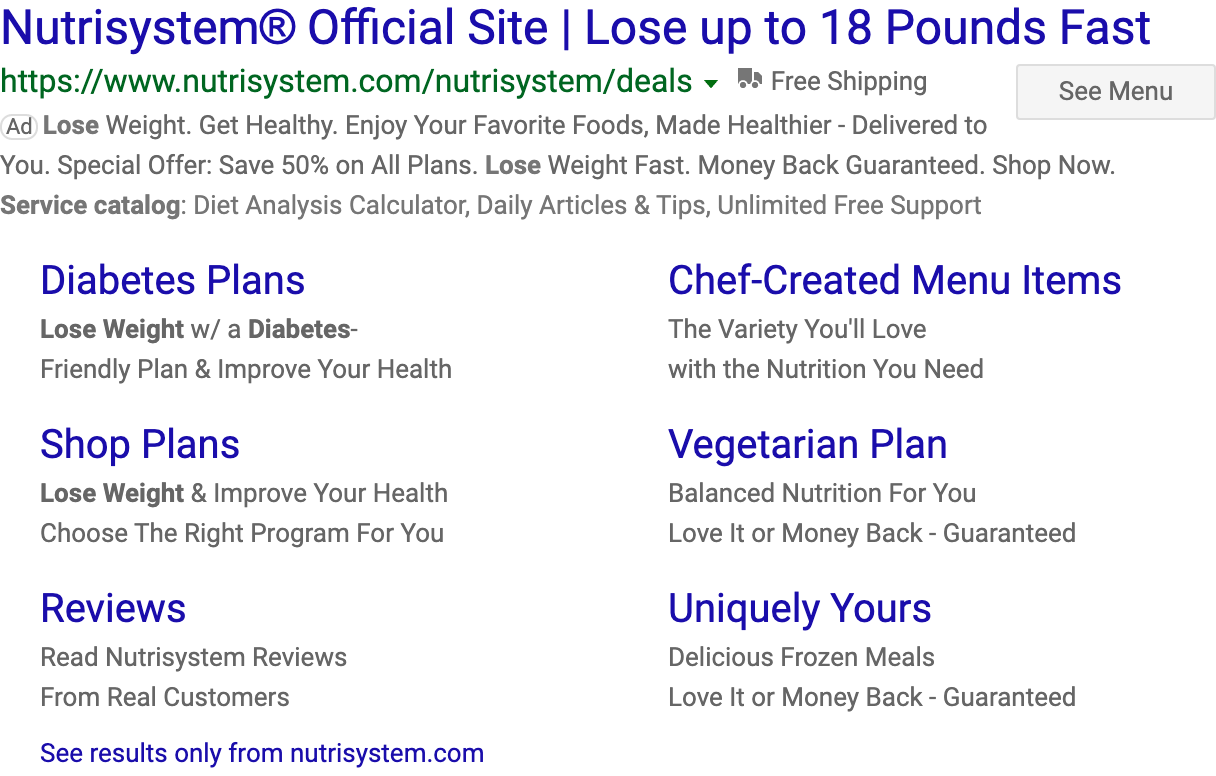 Nutrisystem® Official Site | Lose up to 18 Pounds Fast
https://www.nutrisystem.com/nutrisystem/deals Free Shipping
See Menu
Ad Lose Weight. Get Healthy. Enjoy Your Favorite Foods, Made Healthier - Delivered to
You. Special Offer: Save 50% on All Plans. Lose Weight Fast. Money Back Guaranteed. Shop Now.
Service catalog: Diet Analysis Calculator, Daily Articles & Tips, Unlimited Free Support
Diabetes Plans
Lose Weight w/ a Diabetes-
Friendly Plan & Improve Your Health
Chef-Created Menu Items
The Variety You'll Love
with the Nutrition You Need
Shop Plans
Lose Weight & Improve Your Health
Choose The Right Program For You
Vegetarian Plan
Balanced Nutrition For You
Love It or Money Back - Guaranteed
Reviews
Read Nutrisystem Reviews
From Real Customers
Uniquely Yours
Delicious Frozen Meals
Love It or Money Back - Guaranteed
See results only from nutrisystem.com